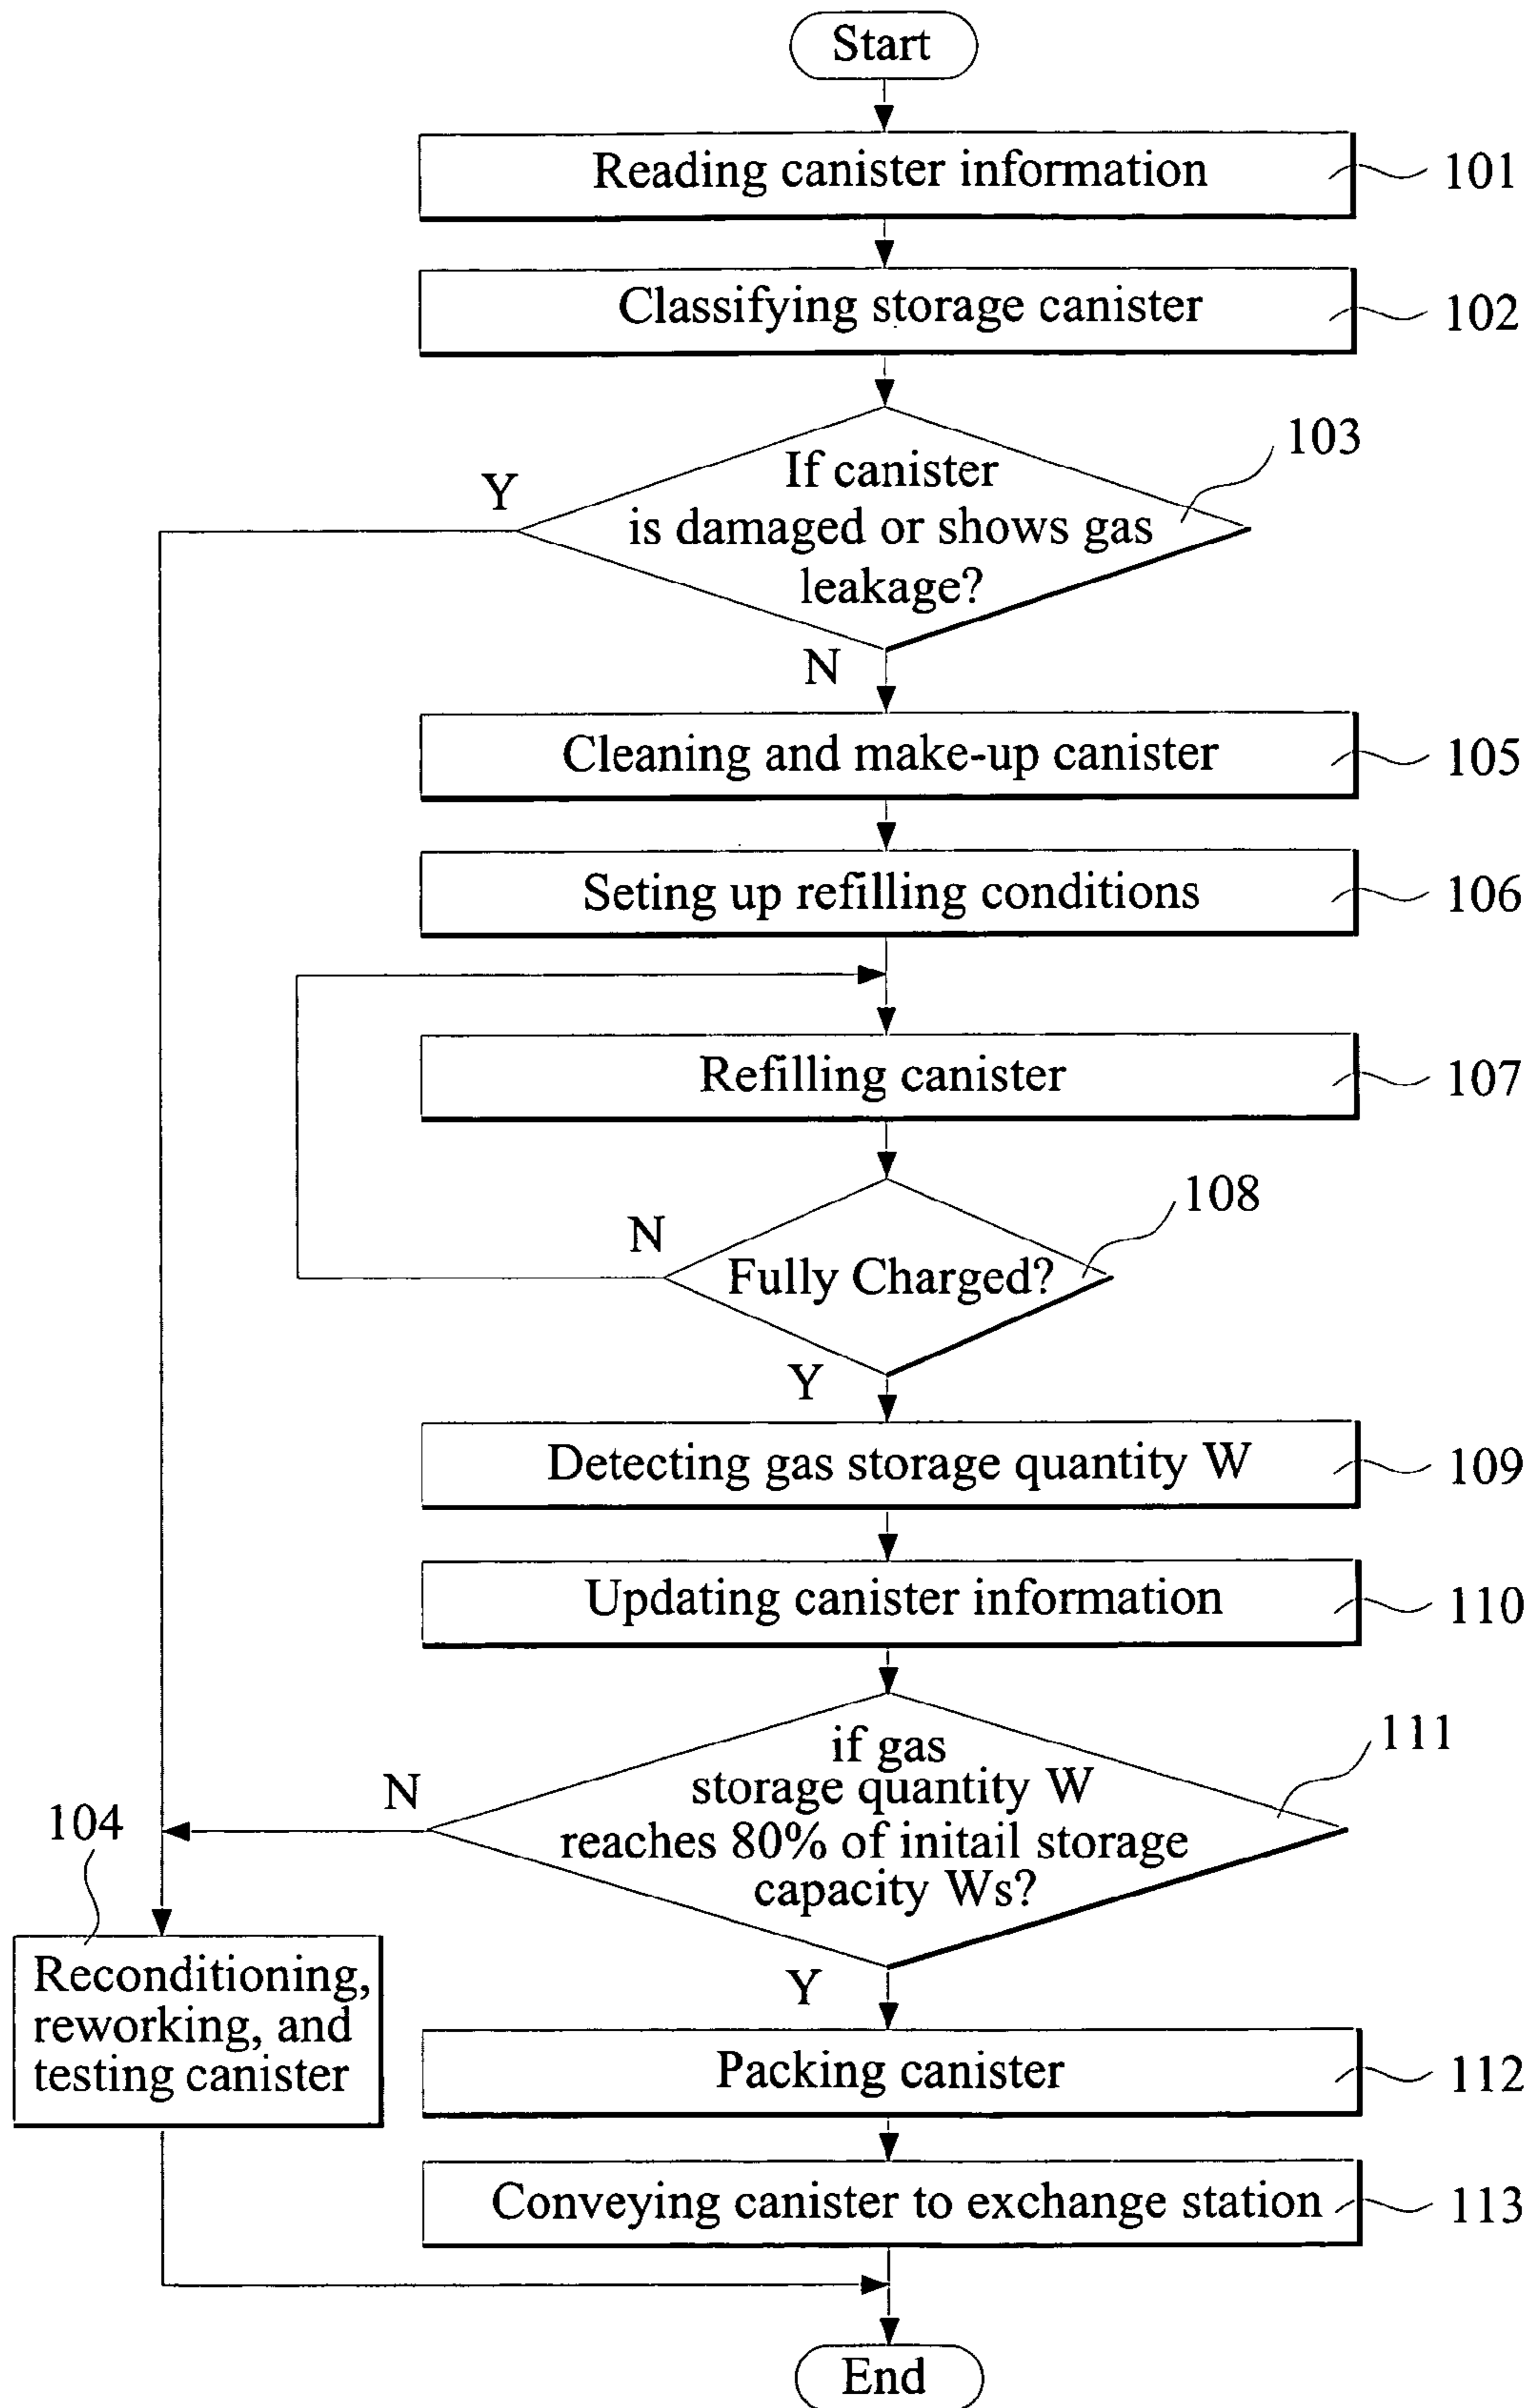 Start
Reading canister information
101
Classifying storage canister
102
103
If canister
is damaged or shows gas
leakage?
Y
N
Cleaning and make-up canister
105
Seting up refilling conditions
106
Refilling canister
107
108
N
Fully Charged?
Y
Detecting gas storage quantity W
109
Updating canister information
110
111
if gas
storage quantity W
reaches 80% of initail storage
capacity Ws?
N
Y
104
Reconditioning,
reworking, and
testing canister
Packing canister
112
Conveying canister to exchange station
113
End